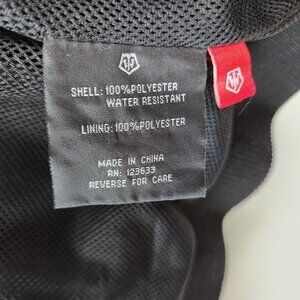 SHELL: 100%POLYESTER
WATER RESISTANT
LINING: 100%POLYESTER
MADE IN CHINA
RN: 123633
REVERSE FOR CARE